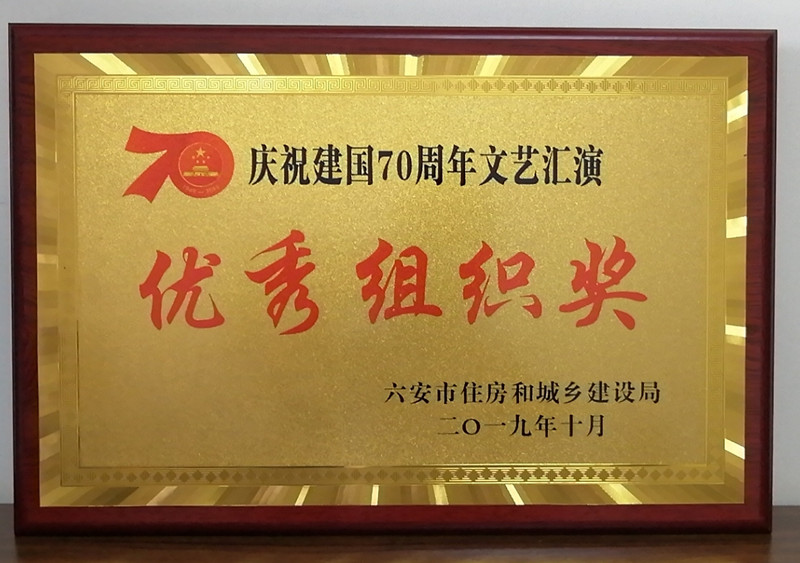 70 庆祝建国70周年文艺汇演
优秀组织奖
六安市住房和城乡建设局
二〇一九年十月